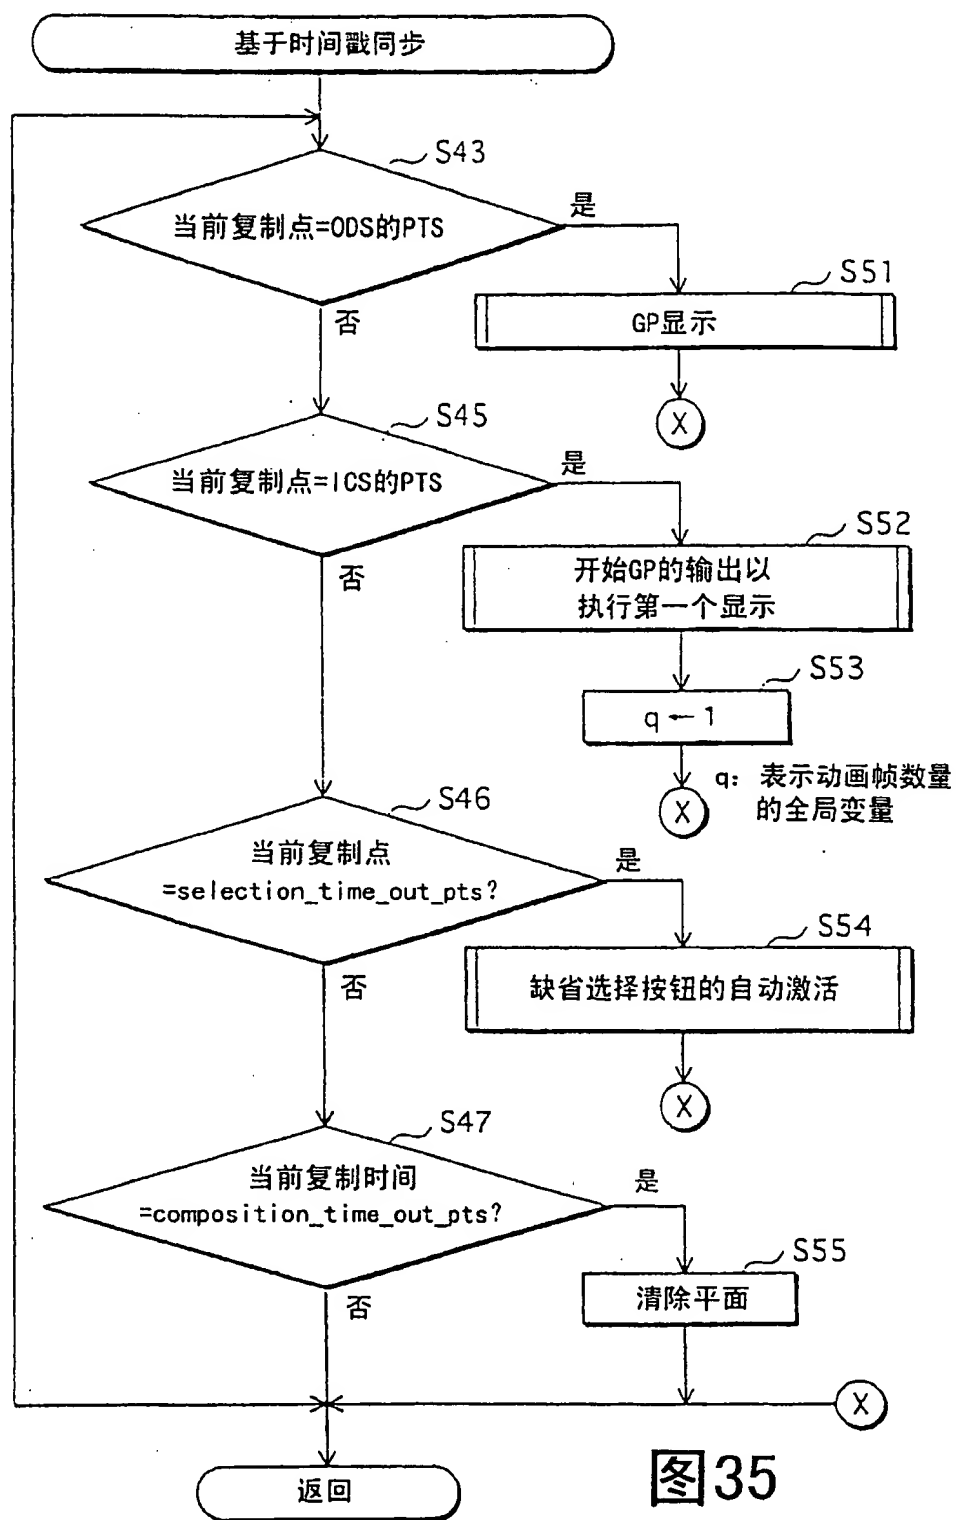 基于时间戳同步
S43
当前复制点=ODS的PTS
是
S51
GP显示
否
X
S45
当前复制点=ICS的PTS
是
S52
开始GP的输出以
执行第一个显示
否
S53
q←1
q: 表示动画帧数量
的全局变量
X
S46
当前复制点
=selection_time_out_pts?
是
S54
缺省选择按钮的自动激活
否
X
S47
当前复制时间
=composition_time_out_pts?
是
S55
清除平面
否
X
返回
图35